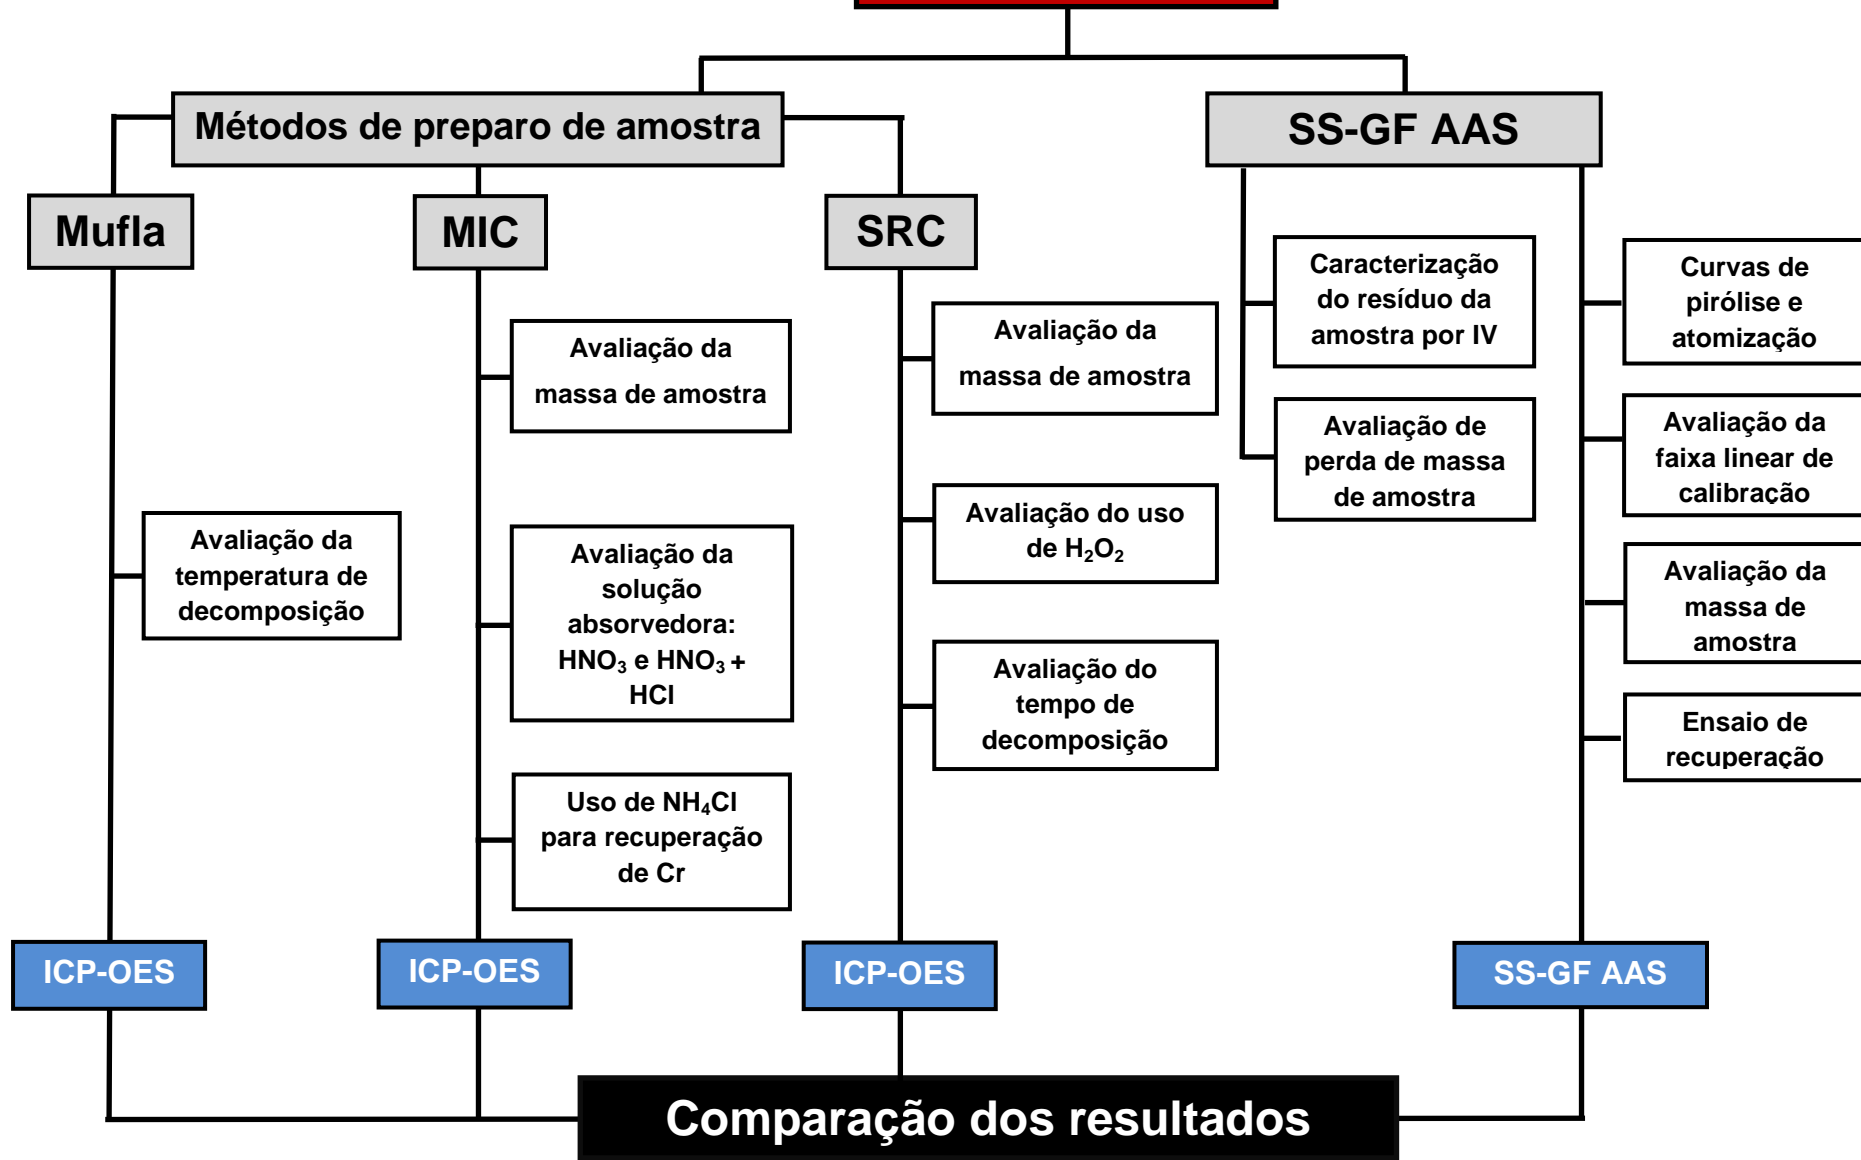 Métodos de preparo de amostra
SS-GF AAS
Mufla
MIC
SRC
Avaliação da
temperatura de
decomposição
Avaliação da
massa de amostra
Avaliação da
solução
absorvedora:
HNO₃ e HNO₃ +
HCl
Uso de NH₄Cl
para recuperação
de Cr
Avaliação da
massa de amostra
Avaliação do uso
de H₂O₂
Avaliação do
tempo de
decomposição
Caracterização
do resíduo da
amostra por IV
Avaliação de
perda de massa
de amostra
Curvas de
pirólise e
atomização
Avaliação da
faixa linear de
calibração
Avaliação da
massa de
amostra
Ensaio de
recuperação
ICP-OES
ICP-OES
ICP-OES
SS-GF AAS
Comparação dos resultados